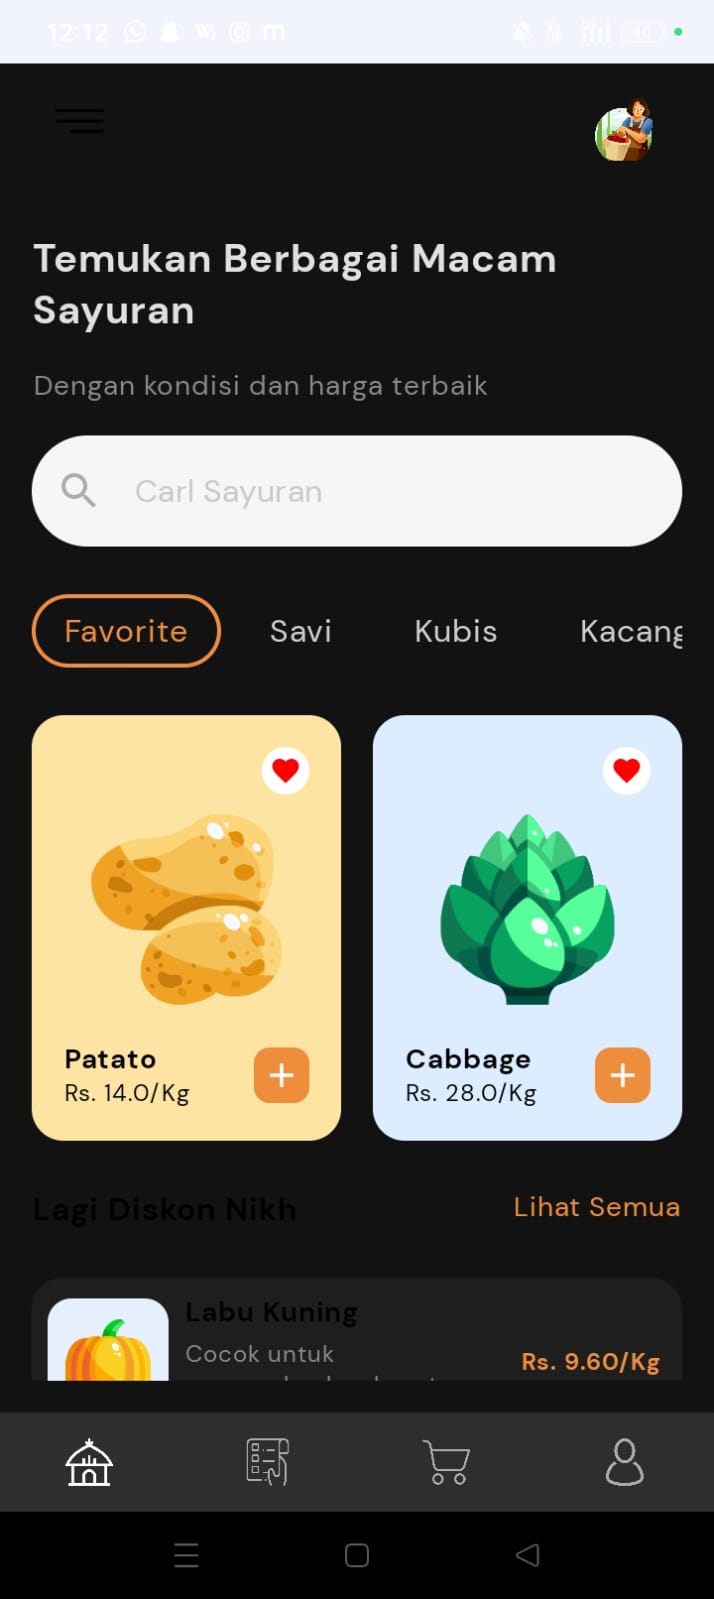 12:12
40
Temukan Berbagai Macam
Sayuran
Dengan kondisi dan harga terbaik
Carl Sayuran
Favorite Savi Kubis Kacang
Patato
Rs. 14.0/Kg
Cabbage
Rs. 28.0/Kg
Lagi Diskon Nikh
Lihat Semua
Labu Kuning
Cocok untuk
Rs. 9.60/Kg